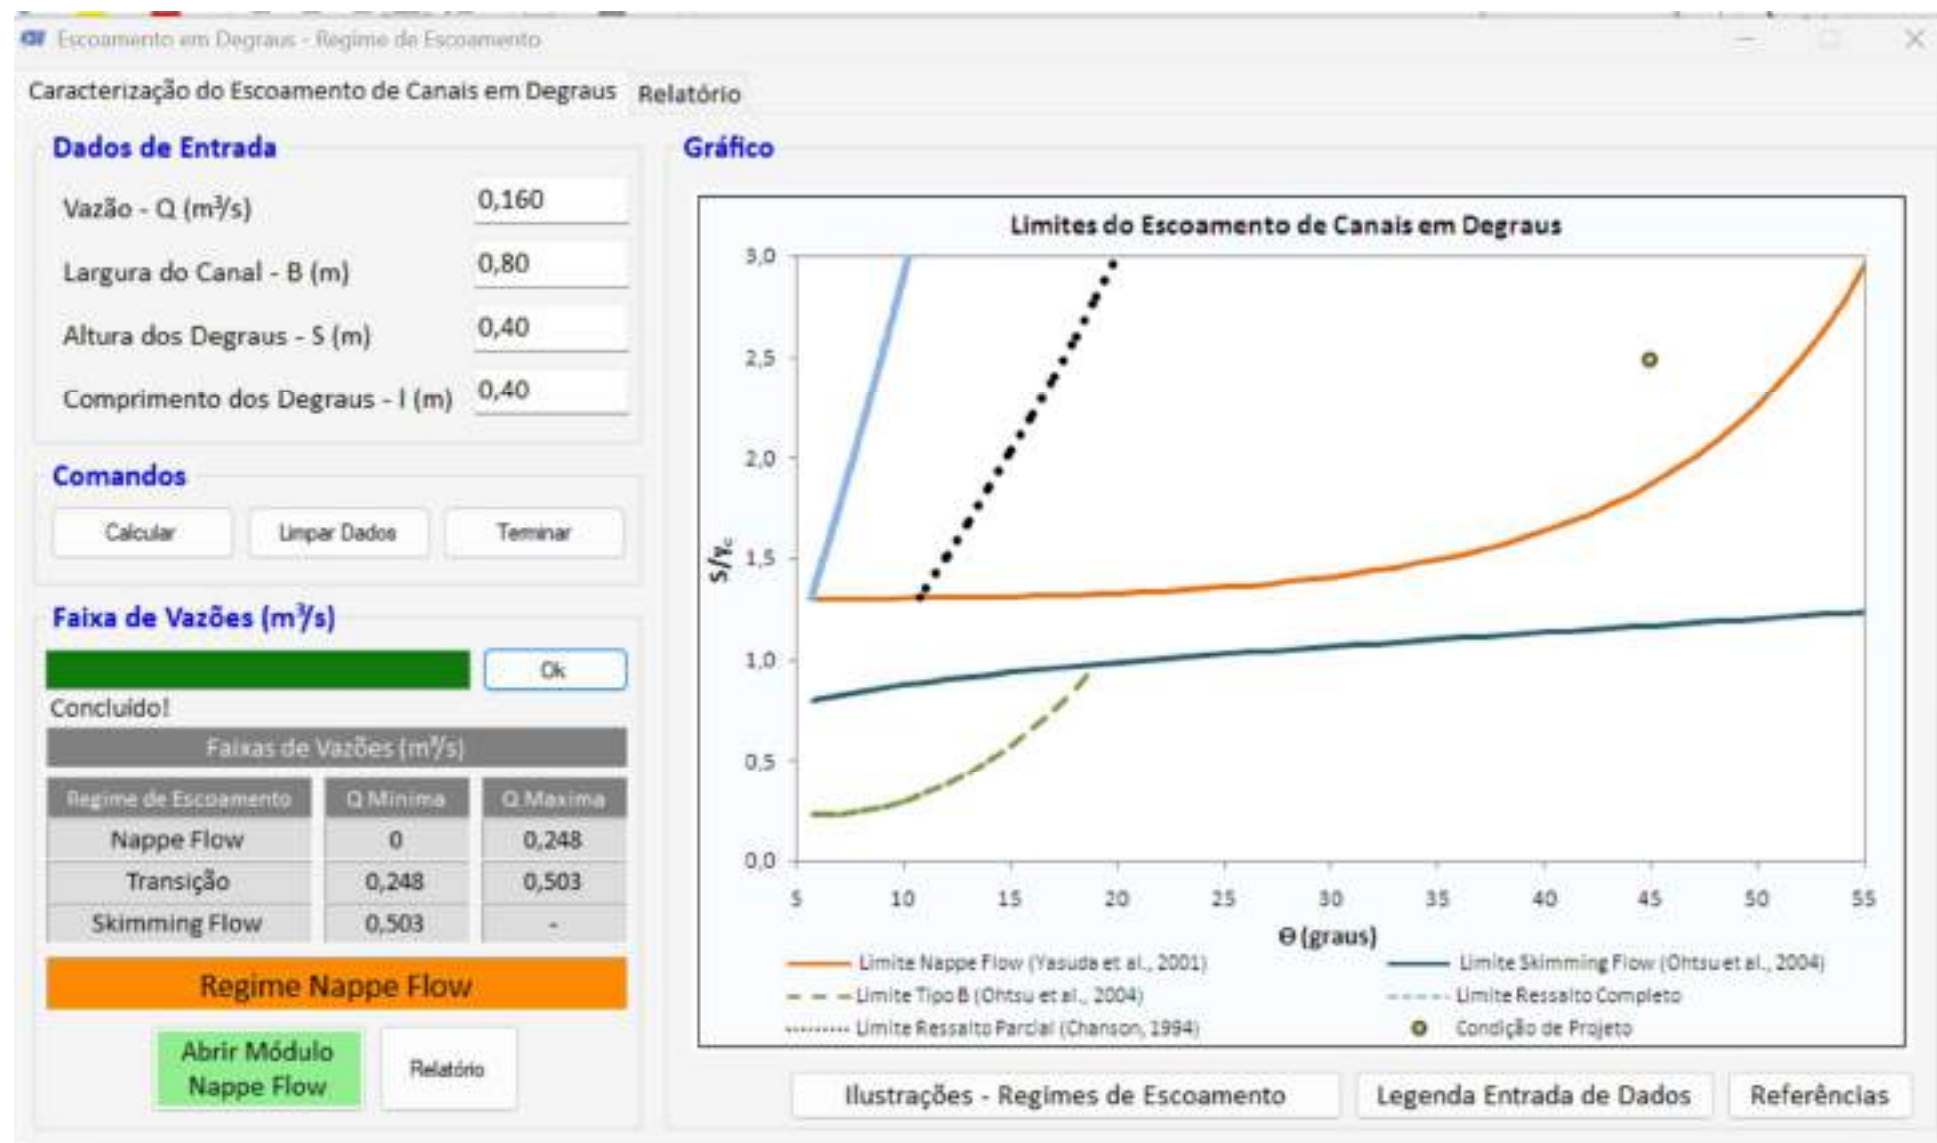 Escoamento em Degraus - Regime de Escoamento
Caracterização do Escoamento de Canais em Degraus Relatório
Dados de Entrada
Vazão - Q (m³/s) 0,160
Largura do Canal - B (m) 0,80
Altura dos Degraus - S (m) 0,40
Comprimento dos Degraus - l (m) 0,40
Comandos
Calcular Limpar Dados Terminar
Faixa de Vazões (m³/s)
Ok
Concluído!
Faixas de Vazões (m³/s)
Regime de Escoamento Q Minima Q Maxima
Nappe Flow 0 0,248
Transição 0,248 0,503
Skimming Flow 0,503 -
Regime Nappe Flow
Abrir Módulo
Nappe Flow
Relatório
Gráfico
Limites do Escoamento de Canais em Degraus
3,0
2,5
2,0
1,5
1,0
0,5
0,0
S/Yc
5 10 15 20 25 30 35 40 45 50 55
Θ (graus)
Limite Nappe Flow (Yasuda et al., 2001) Limite Skimming Flow (Ohtsu et al., 2004)
Limite Tipo B (Ohtsu et al., 2004) Limite Ressalto Completo
Limite Ressalto Parcial (Chanson, 1994) Condição de Projeto
Ilustrações - Regimes de Escoamento Legenda Entrada de Dados Referências